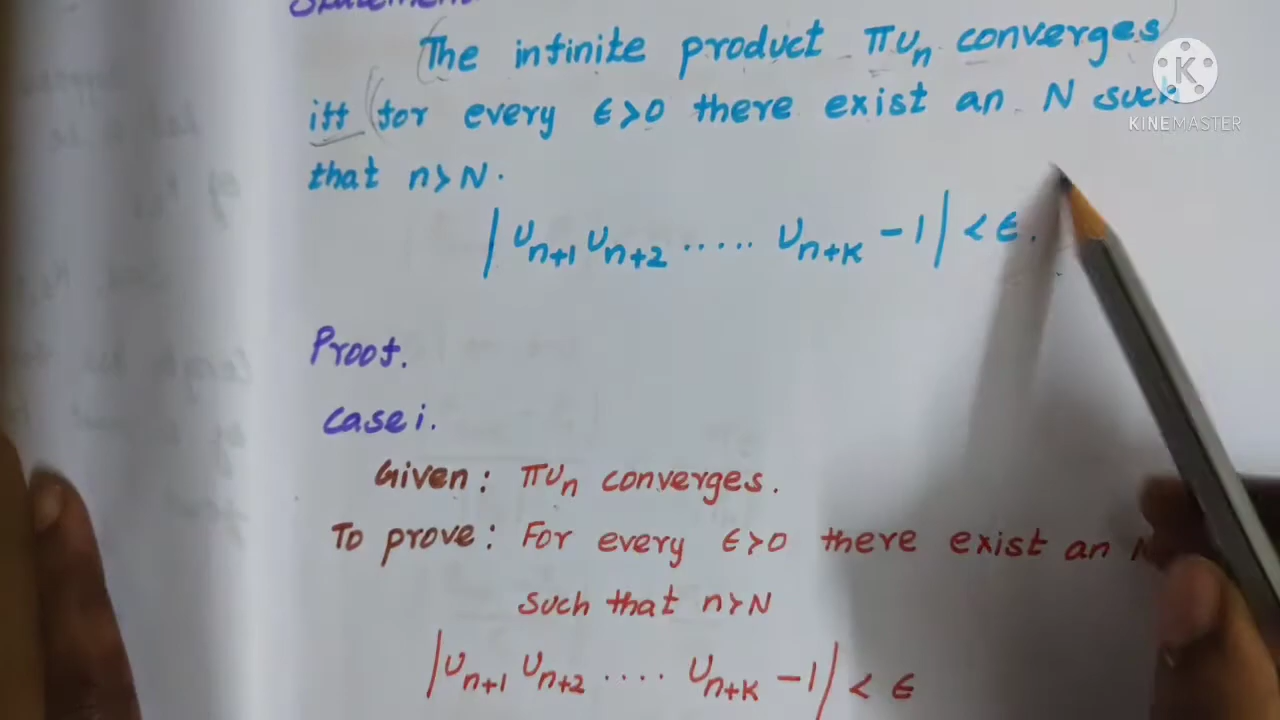 Statement
The infinite product πUn converges
iff for every ϵ>0 there exist an N such
that n>N.
|Un+1 Un+2 ..... Un+k -1| < ϵ.
Proof.
Case i.
Given: πUn converges.
To prove: For every ϵ>0 there exist an N
such that n>N
|Un+1 Un+2 .... Un+k -1| < ϵ
K
KINEMASTER